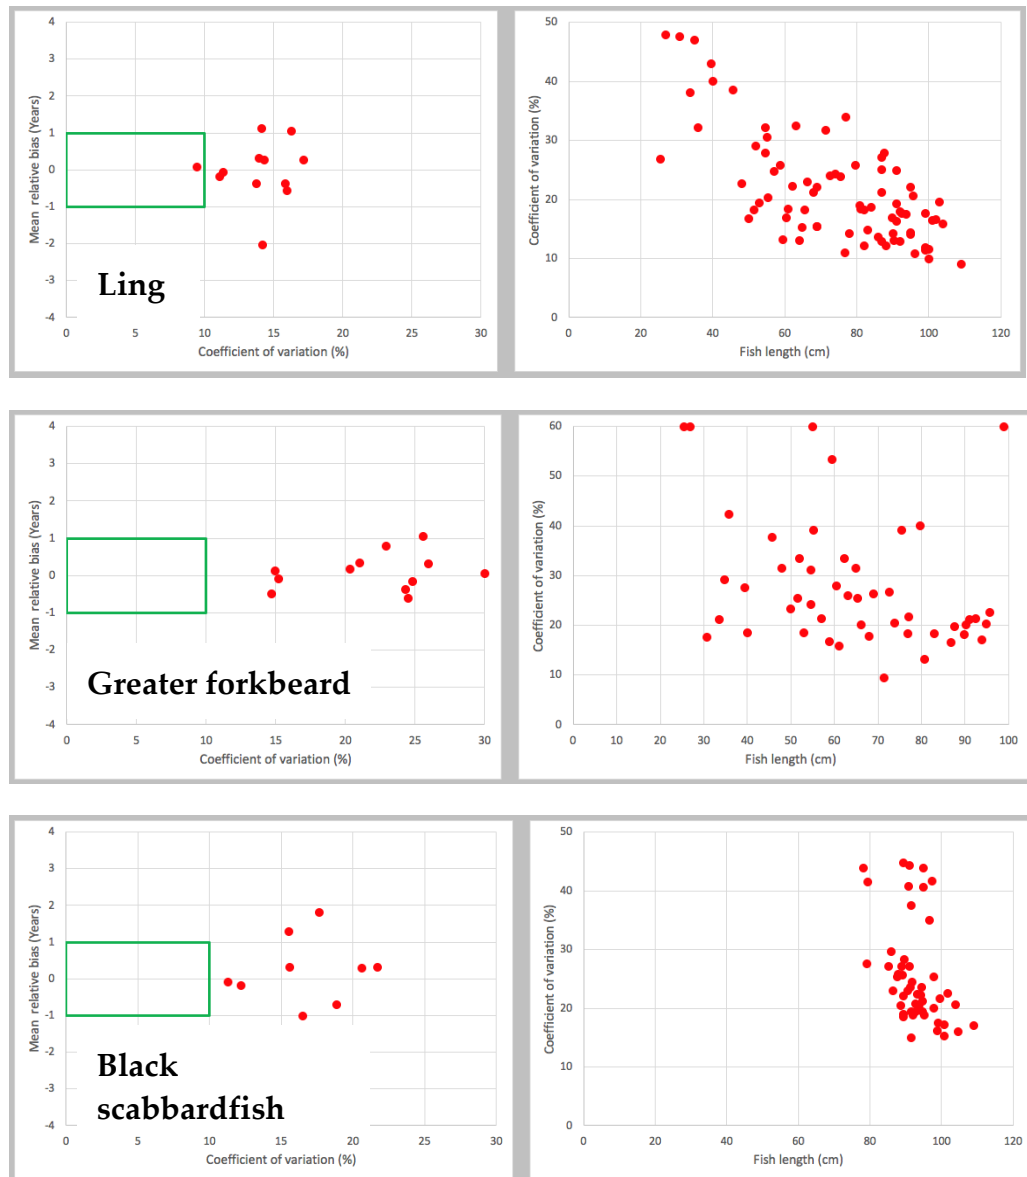 4
3
2
1
0
-1
-2
-3
-4
Mean relative bias (Years)
Ling
0 5 10 15 20 25 30
Coefficient of variation (%)
50
40
30
20
10
0
Coefficient of variation (%)
0 20 40 60 80 100 120
Fish length (cm)
4
3
2
1
0
-1
-2
-3
-4
Mean relative bias (Years)
Greater forkbeard
0 5 10 15 20 25 30
Coefficient of variation (%)
60
50
40
30
20
10
0
Coefficient of variation (%)
0 10 20 30 40 50 60 70 80 90 100
Fish length (cm)
4
3
2
1
0
-1
-2
-3
-4
Mean relative bias (Years)
Black
scabbardfish
0 5 10 15 20 25 30
Coefficient of variation (%)
50
40
30
20
10
0
Coefficient of variation (%)
0 20 40 60 80 100 120
Fish length (cm)